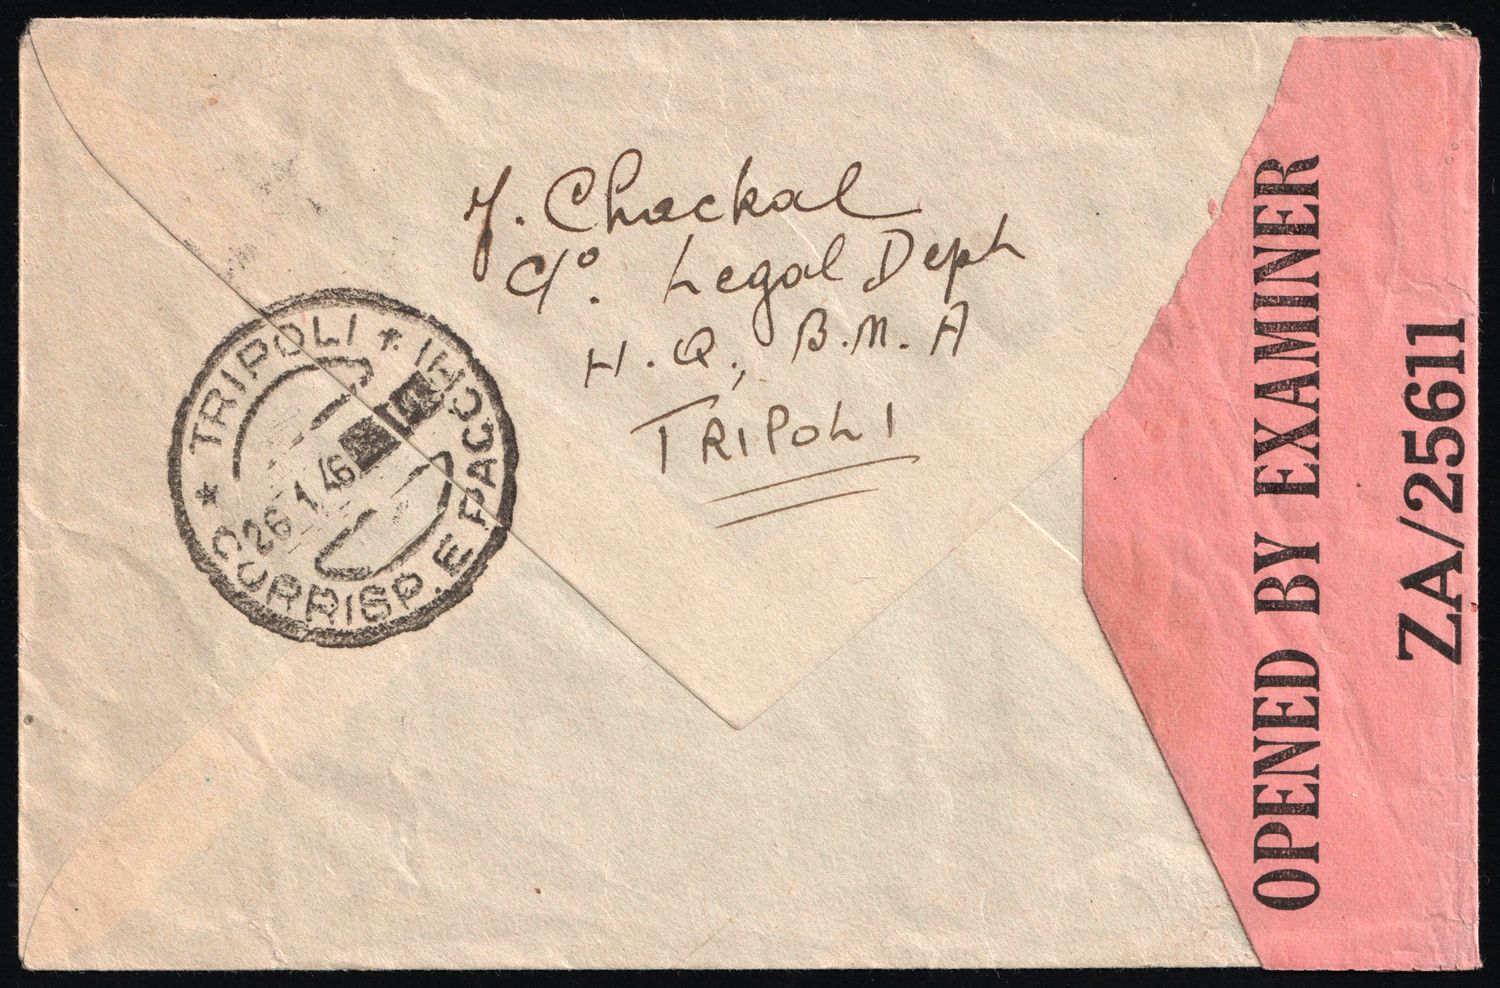 J. Chackal
C/o. Legal Dept
H.Q., B.M.A
TRIPOLI
* TRIPOLI *
CORRISP. E PACCHI
26 1.46
OPENED BY EXAMINER
ZA/25611